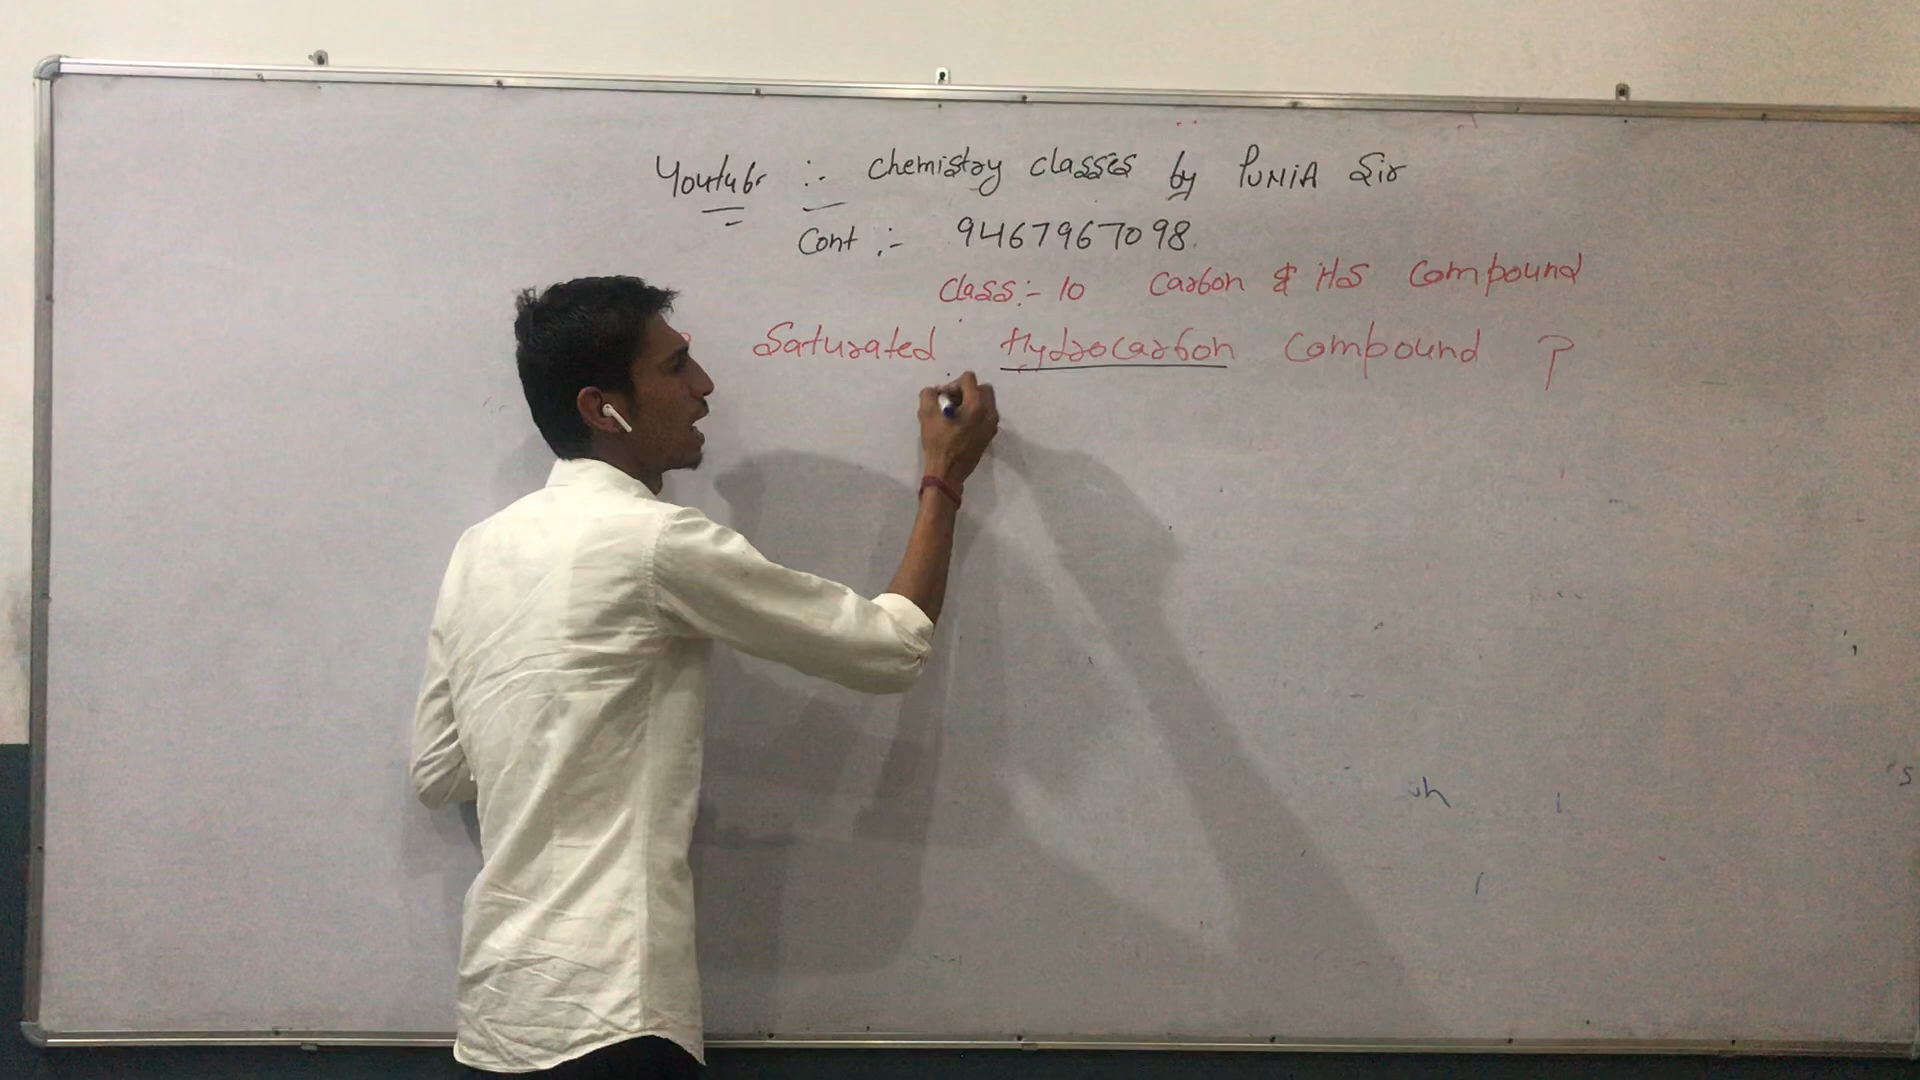 Youtube :- Chemistry classes by PUNIA Sir
Cont :- 9467967098.
Class :- 10 Carbon & Its Compound
Saturated Hydrocarbon Compound ?